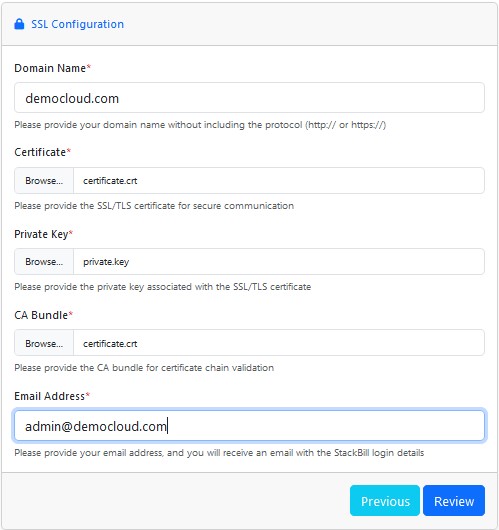 SSL Configuration
Domain Name*
democloud.com
Please provide your domain name without including the protocol (http:// or https://)
Certificate*
Browse... certificate.crt
Please provide the SSL/TLS certificate for secure communication
Private Key*
Browse... private.key
Please provide the private key associated with the SSL/TLS certificate
CA Bundle*
Browse... certificate.crt
Please provide the CA bundle for certificate chain validation
Email Address*
admin@democloud.com
Please provide your email address, and you will receive an email with the StackBill login details
Previous Review